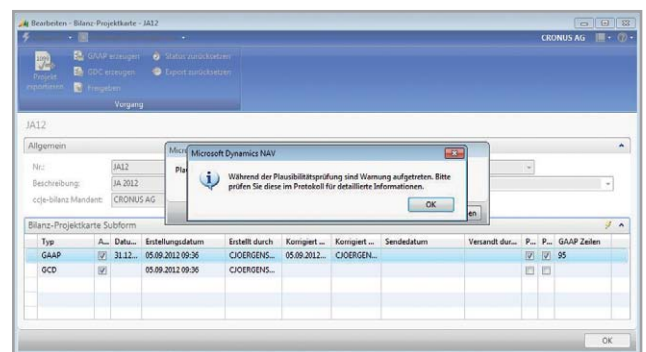 Bearbeiten - Bilanz-Projektkarte - JA12
CRONUS AG
Projekt exportieren
GAAP erzeugen
GDC erzeugen
Freigeben
Status zurücksetzen
Export zurücksetzen
Vorgang
JA12
Allgemein
Nr.: JA12
Beschreibung: JA 2012
ccje-bilanz Mandant: CRONUS AG
Microsoft Dynamics NAV
Während der Plausibilitätsprüfung sind Warnung aufgetreten. Bitte
prüfen Sie diese im Protokoll für detaillierte Informationen.
OK
Bilanz-Projektkarte Subform
Typ A... Datu... Erstellungsdatum Erstellt durch Korrigiert ... Korrigiert ... Sendedatum Versandt dur... P... P... GAAP Zeilen
GAAP 31.12... 05.09.2012 09:36 CJOERGENS... 05.09.2012... CJOERGEN... 95
GCD 05.09.2012 09:36 CJOERGENS...
OK